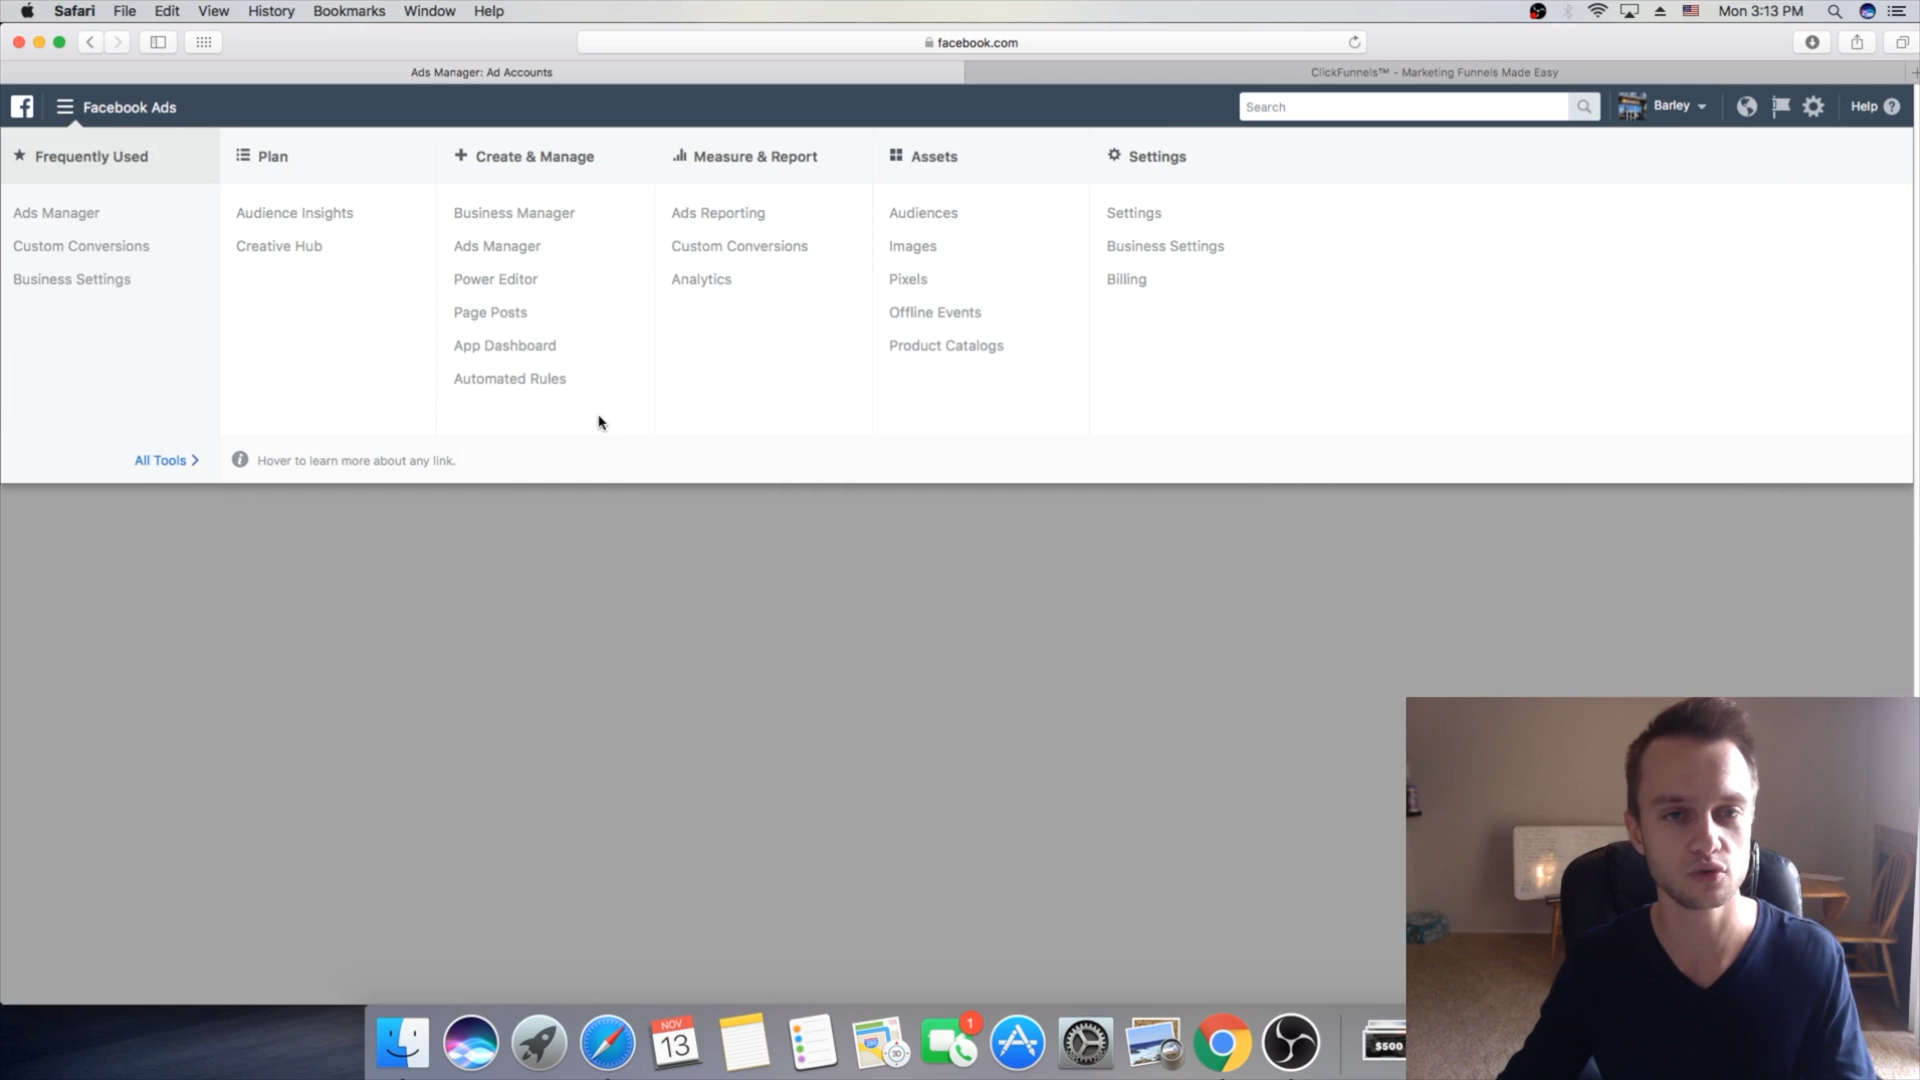 Safari File Edit View History Bookmarks Window Help Mon 3:13 PM
facebook.com
Ads Manager: Ad Accounts ClickFunnels™ - Marketing Funnels Made Easy
Facebook Ads Search Barley Help
Frequently Used Plan Create & Manage Measure & Report Assets Settings
Ads Manager Audience Insights Business Manager Ads Reporting Audiences Settings
Custom Conversions Creative Hub Ads Manager Custom Conversions Images Business Settings
Business Settings Power Editor Analytics Pixels Billing
Page Posts Offline Events
App Dashboard Product Catalogs
Automated Rules
All Tools Hover to learn more about any link.
NOV
13
3D
1
$500